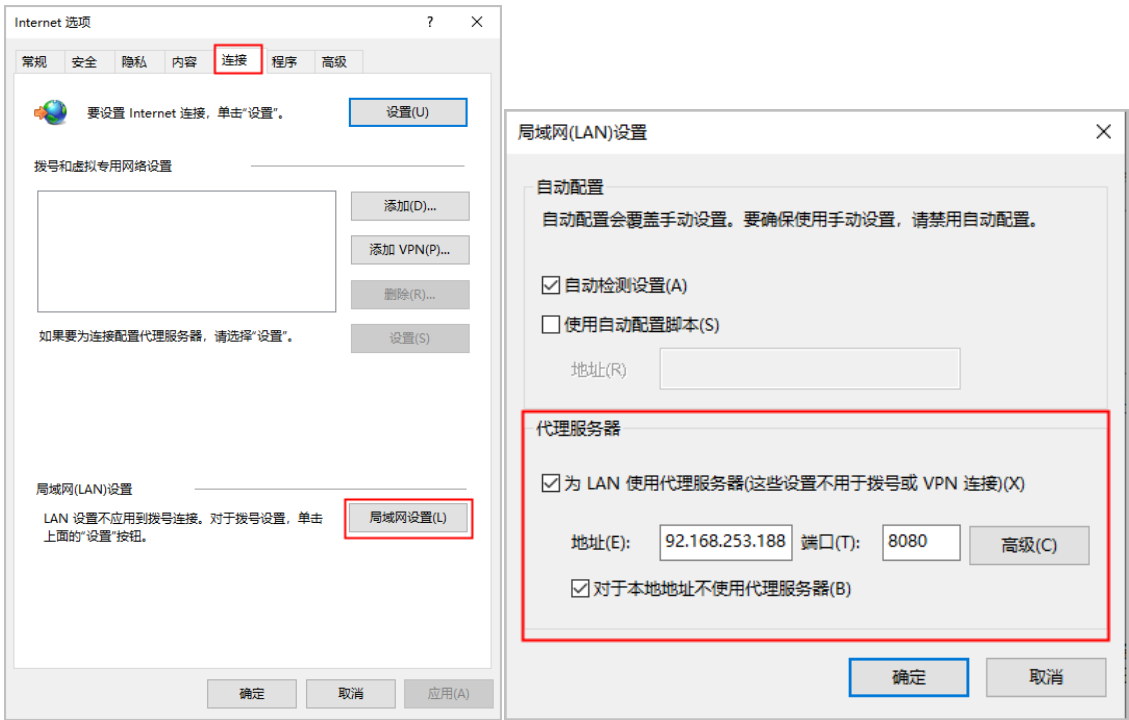 Internet 选项
?
常规
安全
隐私
内容
连接
程序
高级
要设置 Internet 连接，单击“设置”。
设置(U)
拨号和虚拟专用网络设置
添加(D)...
添加 VPN(P)...
删除(R)...
如果要为连接配置代理服务器，请选择“设置”。
设置(S)
局域网(LAN)设置
LAN 设置不应用到拨号连接。对于拨号设置，单击
上面的“设置”按钮。
局域网设置(L)
确定
取消
应用(A)
局域网(LAN)设置
自动配置
自动配置会覆盖手动设置。要确保使用手动设置，请禁用自动配置。
自动检测设置(A)
使用自动配置脚本(S)
地址(R)
代理服务器
为 LAN 使用代理服务器(这些设置不用于拨号或 VPN 连接)(X)
地址(E): 92.168.253.188 端口(T): 8080 高级(C)
对于本地地址不使用代理服务器(B)
确定
取消